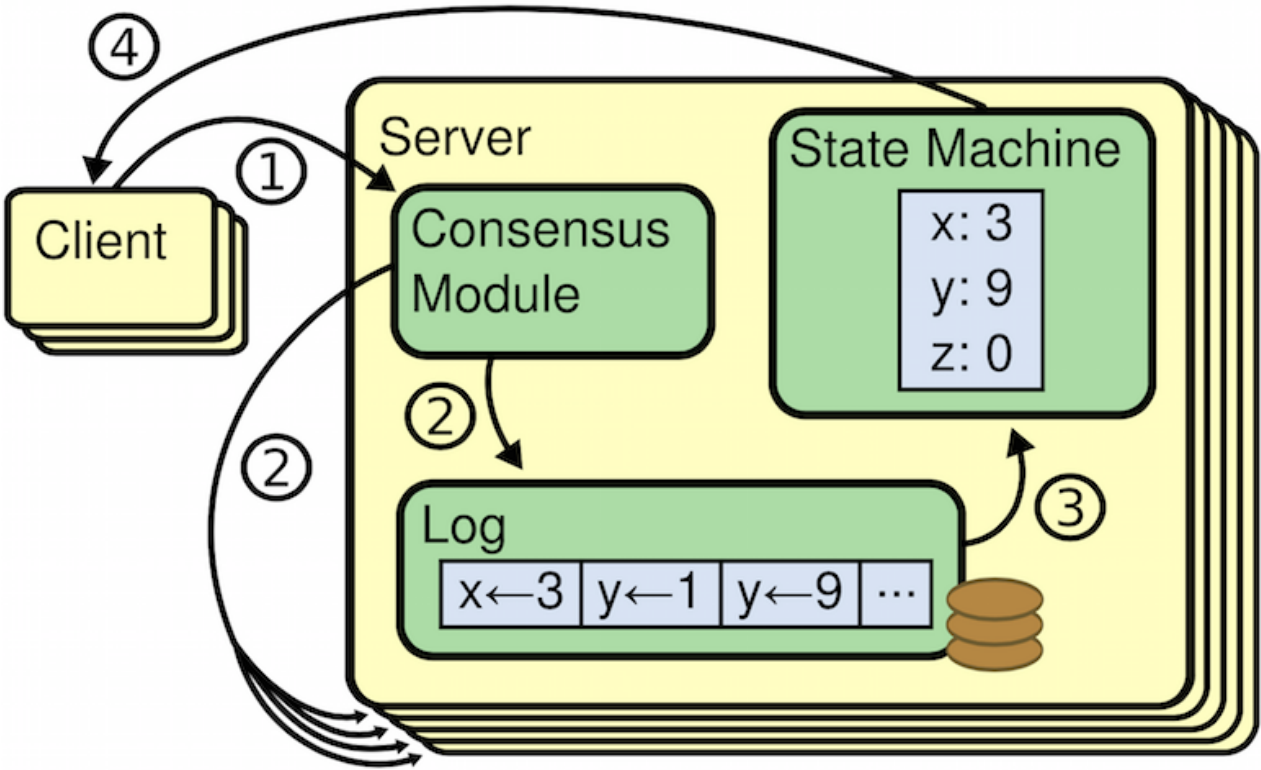 ④
①
Server
State Machine
Client
Consensus
Module
x: 3
y: 9
z: 0
②
②
③
Log
x←3 y←1 y←9 ...